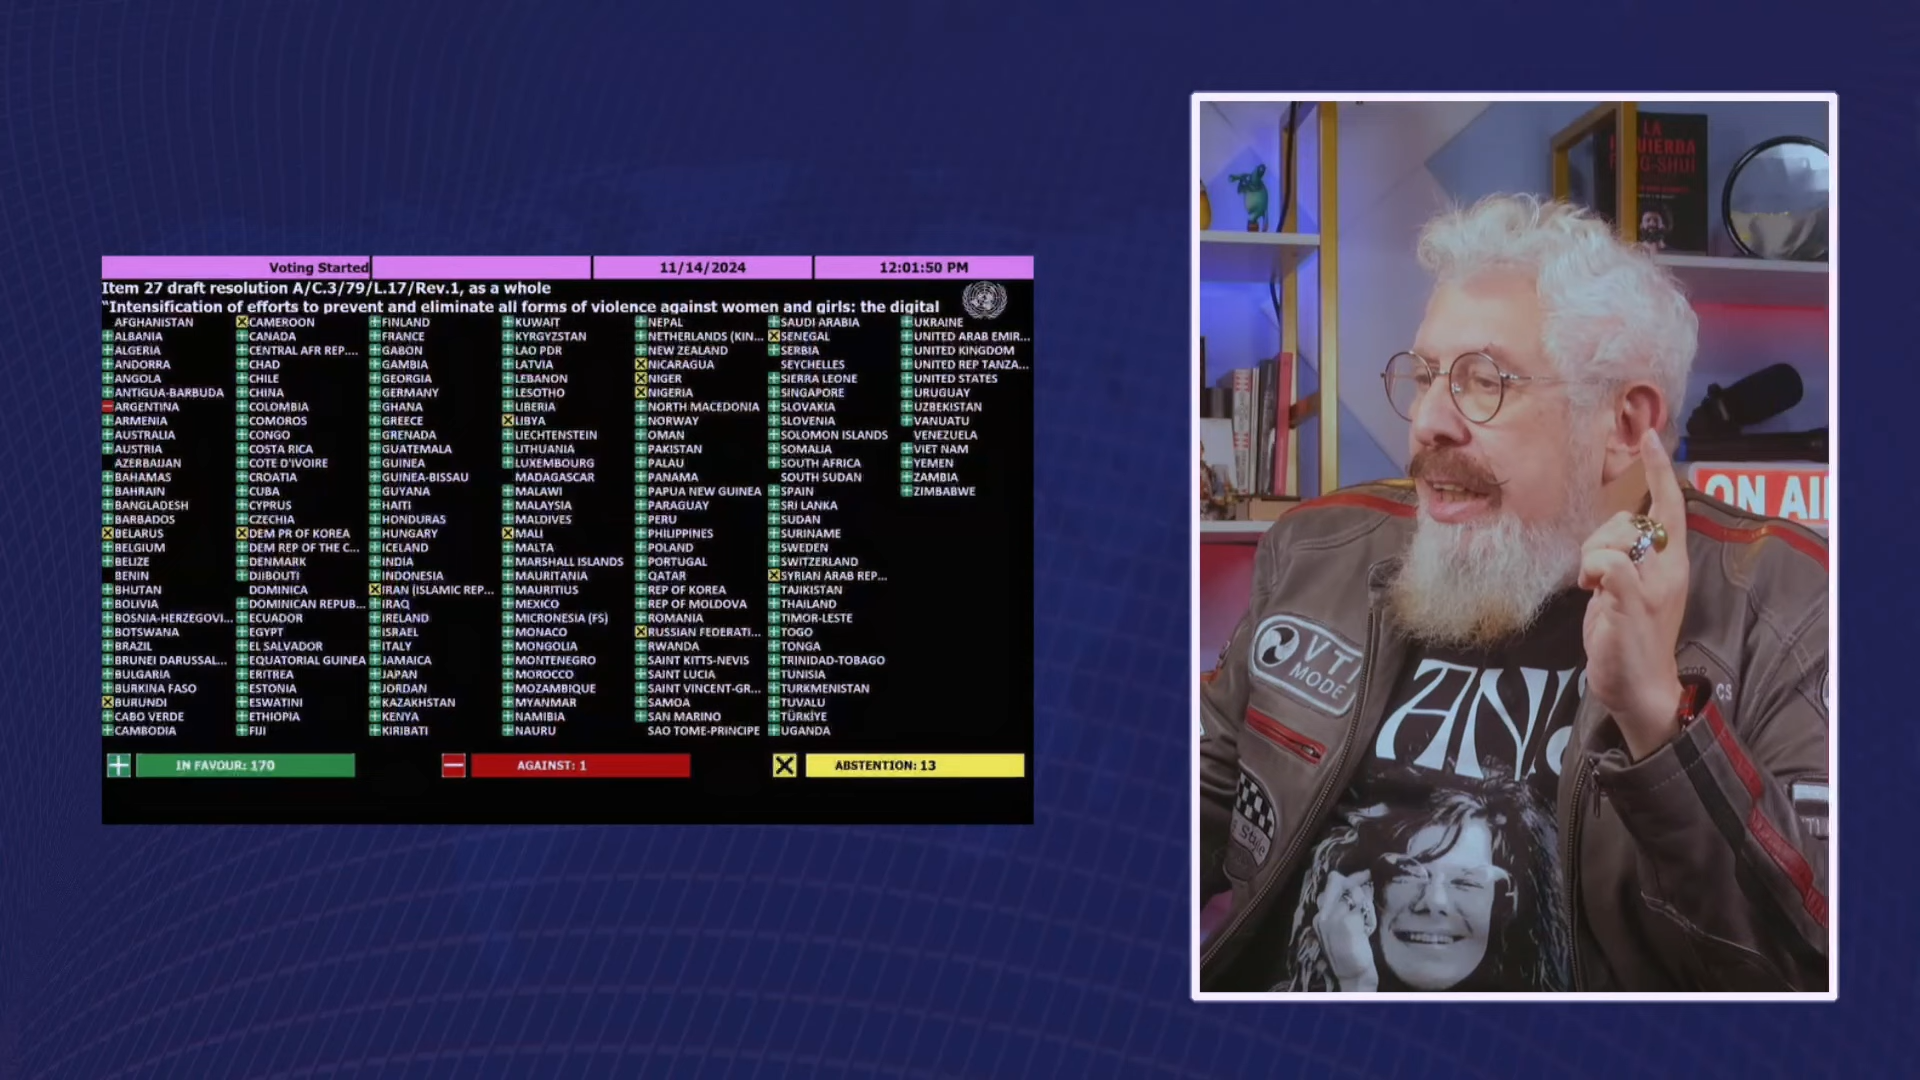 Voting Started
11/14/2024
12:01:50 PM
Item 27 draft resolution A/C.3/79/L.17/Rev.1, as a whole
"Intensification of efforts to prevent and eliminate all forms of violence against women and girls: the digital
AFGHANISTAN
ALBANIA
ALGERIA
ANDORRA
ANGOLA
ANTIGUA-BARBUDA
ARGENTINA
ARMENIA
AUSTRALIA
AUSTRIA
AZERBAIJAN
BAHAMAS
BAHRAIN
BANGLADESH
BARBADOS
BELARUS
BELGIUM
BELIZE
BENIN
BHUTAN
BOLIVIA
BOSNIA-HERZEGOVI...
BOTSWANA
BRAZIL
BRUNEI DARUSSAL...
BULGARIA
BURKINA FASO
BURUNDI
CABO VERDE
CAMBODIA
CAMEROON
CANADA
CENTRAL AFR REP....
CHAD
CHILE
CHINA
COLOMBIA
COMOROS
CONGO
COSTA RICA
COTE D'IVOIRE
CROATIA
CUBA
CYPRUS
CZECHIA
DEM PR OF KOREA
DEM REP OF THE C...
DENMARK
DJIBOUTI
DOMINICA
DOMINICAN REPUB...
ECUADOR
EGYPT
EL SALVADOR
EQUATORIAL GUINEA
ERITREA
ESTONIA
ESWATINI
ETHIOPIA
FIJI
FINLAND
FRANCE
GABON
GAMBIA
GEORGIA
GERMANY
GHANA
GREECE
GRENADA
GUATEMALA
GUINEA
GUINEA-BISSAU
GUYANA
HAITI
HONDURAS
HUNGARY
ICELAND
INDIA
INDONESIA
IRAN (ISLAMIC REP...
IRAQ
IRELAND
ISRAEL
ITALY
JAMAICA
JAPAN
JORDAN
KAZAKHSTAN
KENYA
KIRIBATI
KUWAIT
KYRGYZSTAN
LAO PDR
LATVIA
LEBANON
LESOTHO
LIBERIA
LIBYA
LIECHTENSTEIN
LITHUANIA
LUXEMBOURG
MADAGASCAR
MALAWI
MALAYSIA
MALDIVES
MALI
MALTA
MARSHALL ISLANDS
MAURITANIA
MAURITIUS
MEXICO
MICRONESIA (FS)
MONACO
MONGOLIA
MONTENEGRO
MOROCCO
MOZAMBIQUE
MYANMAR
NAMIBIA
NAURU
NEPAL
NETHERLANDS (KIN...
NEW ZEALAND
NICARAGUA
NIGER
NIGERIA
NORTH MACEDONIA
NORWAY
OMAN
PAKISTAN
PALAU
PANAMA
PAPUA NEW GUINEA
PARAGUAY
PERU
PHILIPPINES
POLAND
PORTUGAL
QATAR
REP OF KOREA
REP OF MOLDOVA
ROMANIA
RUSSIAN FEDERATI...
RWANDA
SAINT KITTS-NEVIS
SAINT LUCIA
SAINT VINCENT-GR...
SAMOA
SAN MARINO
SAO TOME-PRINCIPE
SAUDI ARABIA
SENEGAL
SERBIA
SEYCHELLES
SIERRA LEONE
SINGAPORE
SLOVAKIA
SLOVENIA
SOLOMON ISLANDS
SOMALIA
SOUTH AFRICA
SOUTH SUDAN
SPAIN
SRI LANKA
SUDAN
SURINAME
SWEDEN
SWITZERLAND
SYRIAN ARAB REP...
TAJIKISTAN
THAILAND
TIMOR-LESTE
TOGO
TONGA
TRINIDAD-TOBAGO
TUNISIA
TURKMENISTAN
TUVALU
TÜRKİYE
UGANDA
UKRAINE
UNITED ARAB EMIR...
UNITED KINGDOM
UNITED REP TANZA...
UNITED STATES
URUGUAY
UZBEKISTAN
VANUATU
VENEZUELA
VIET NAM
YEMEN
ZAMBIA
ZIMBABWE
IN FAVOUR: 170
AGAINST: 1
ABSTENTION: 13
LA
ON AI
VT
MODE
JANIS